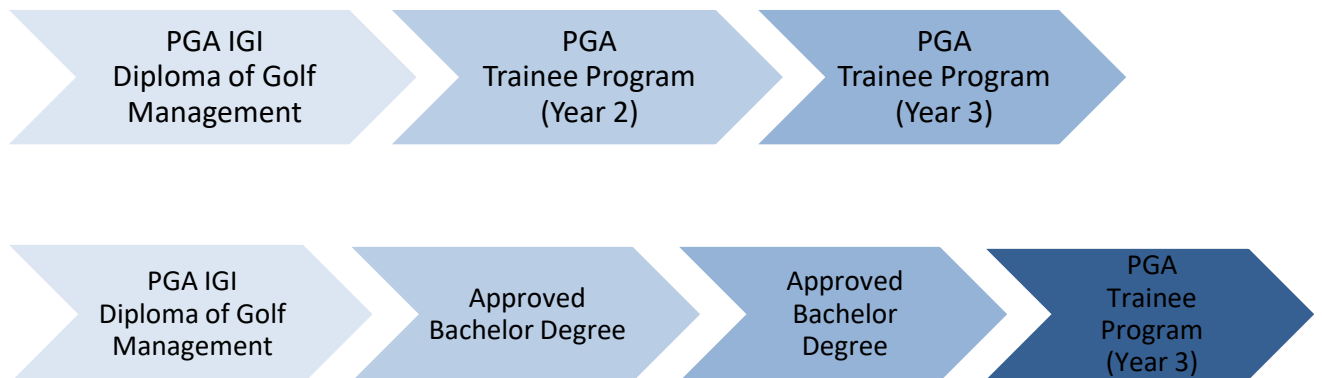 PGA IGI
Diploma of Golf
Management
PGA
Trainee Program
(Year 2)
PGA
Trainee Program
(Year 3)
PGA IGI
Diploma of Golf
Management
Approved
Bachelor Degree
Approved
Bachelor
Degree
PGA
Trainee
Program
(Year 3)